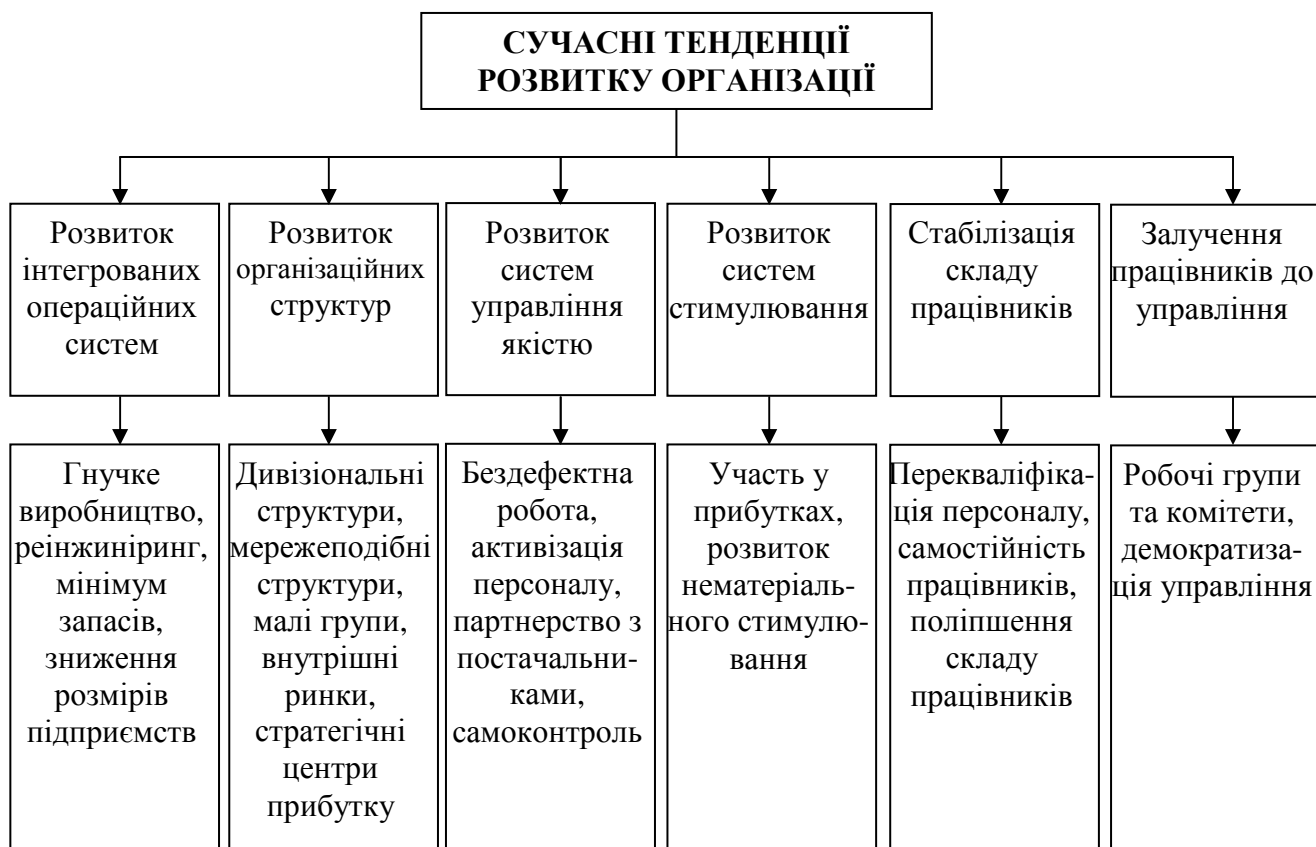 СУЧАСНІ ТЕНДЕНЦІЇ
РОЗВИТКУ ОРГАНІЗАЦІЇ
Розвиток
інтегрованих
операційних
систем
Розвиток
організаційних
структур
Розвиток
систем
управління
якістю
Розвиток
систем
стимулювання
Стабілізація
складу
працівників
Залучення
працівників до
управління
Гнучке
виробництво,
реінжиніринг,
мінімум
запасів,
зниження
розмірів
підприємств
Дивізіональні
структури,
мережеподібні
структури,
малі групи,
внутрішні
ринки,
стратегічні
центри
прибутку
Бездефектна
робота,
активізація
персоналу,
партнерство з
постачальни-
ками,
самоконтроль
Участь у
прибутках,
розвиток
нематеріаль-
ного стимулю-
вання
Перекваліфіка-
ція персоналу,
самостійність
працівників,
поліпшення
складу
працівників
Робочі групи
та комітети,
демократиза-
ція управління